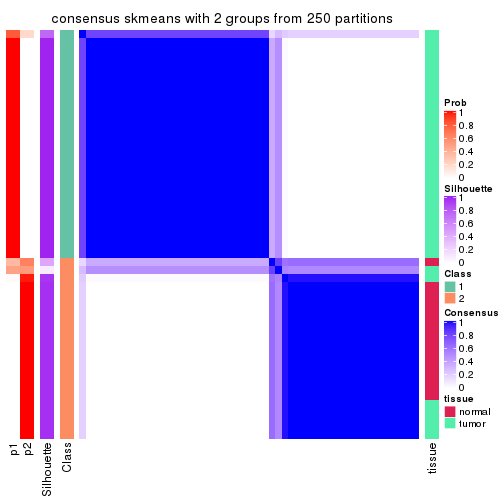 consensus skmeans with 2 groups from 250 partitions
Prob
1
0.8
0.6
0.4
0.2
0
Silhouette
1
0.8
0.6
0.4
0.2
0
Class
1
2
Consensus
1
0.8
0.6
0.4
0.2
0
tissue
normal
tumor
p1
p2
Silhouette
Class
tissue